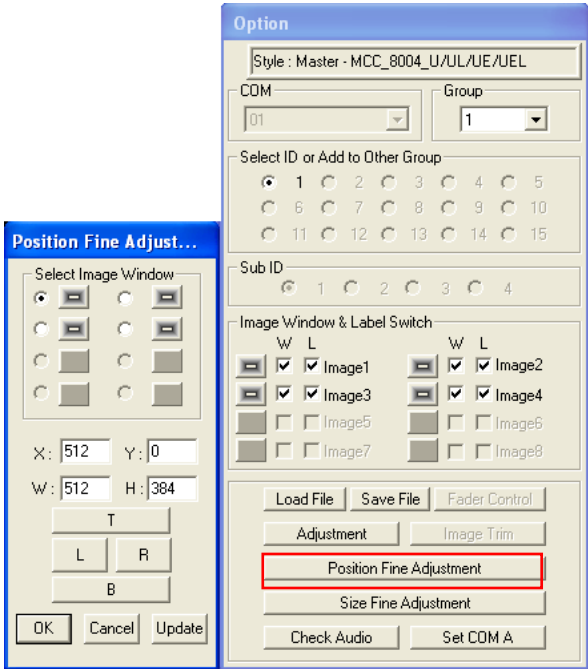 Option
Style : Master - MCC_8004_U/UL/UE/UEL
COM
Group
01
1
Select ID or Add to Other Group
1 2 3 4 5
6 7 8 9 10
11 12 13 14 15
Sub ID
1 2 3 4
Image Window & Label Switch
W L W L
Image1 Image2
Image3 Image4
Image5 Image6
Image7 Image8
Load File Save File Fader Control
Adjustment Image Trim
Position Fine Adjustment
Size Fine Adjustment
Check Audio Set COM A
Position Fine Adjust...
Select Image Window
X : 512 Y : 0
W : 512 H : 384
T
L R
B
OK Cancel Update